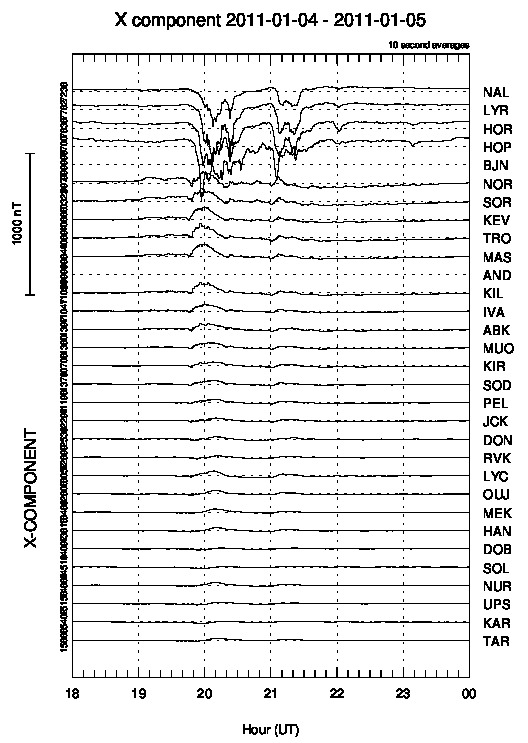 X component 2011-01-04 - 2011-01-05
10 second averages
NAL
LYR
HOR
HOP
BJN
NOR
SOR
KEV
TRO
MAS
AND
KIL
IVA
ABK
MUO
KIR
SOD
PEL
JCK
DON
RVK
LYC
OUJ
MEK
HAN
DOB
SOL
NUR
UPS
KAR
TAR
1000 nT
X-COMPONENT
18 19 20 21 22 23 00
Hour (UT)